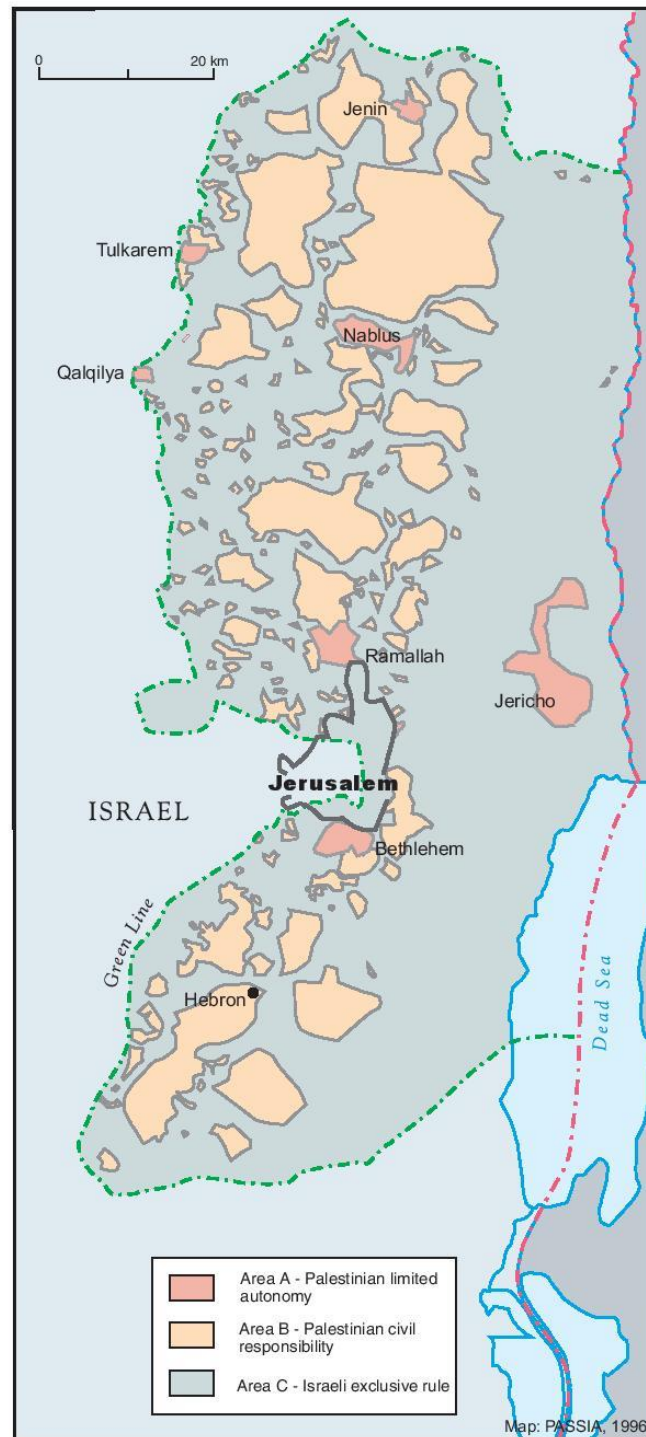 0 20 km
Jenin
Tulkarem
Nablus
Qalqilya
Ramallah
Jericho
Jerusalem
ISRAEL
Bethlehem
Green Line
Hebron
Dead Sea
Area A - Palestinian limited
autonomy
Area B - Palestinian civil
responsibility
Area C - Israeli exclusive rule
Map: PASSIA, 1996